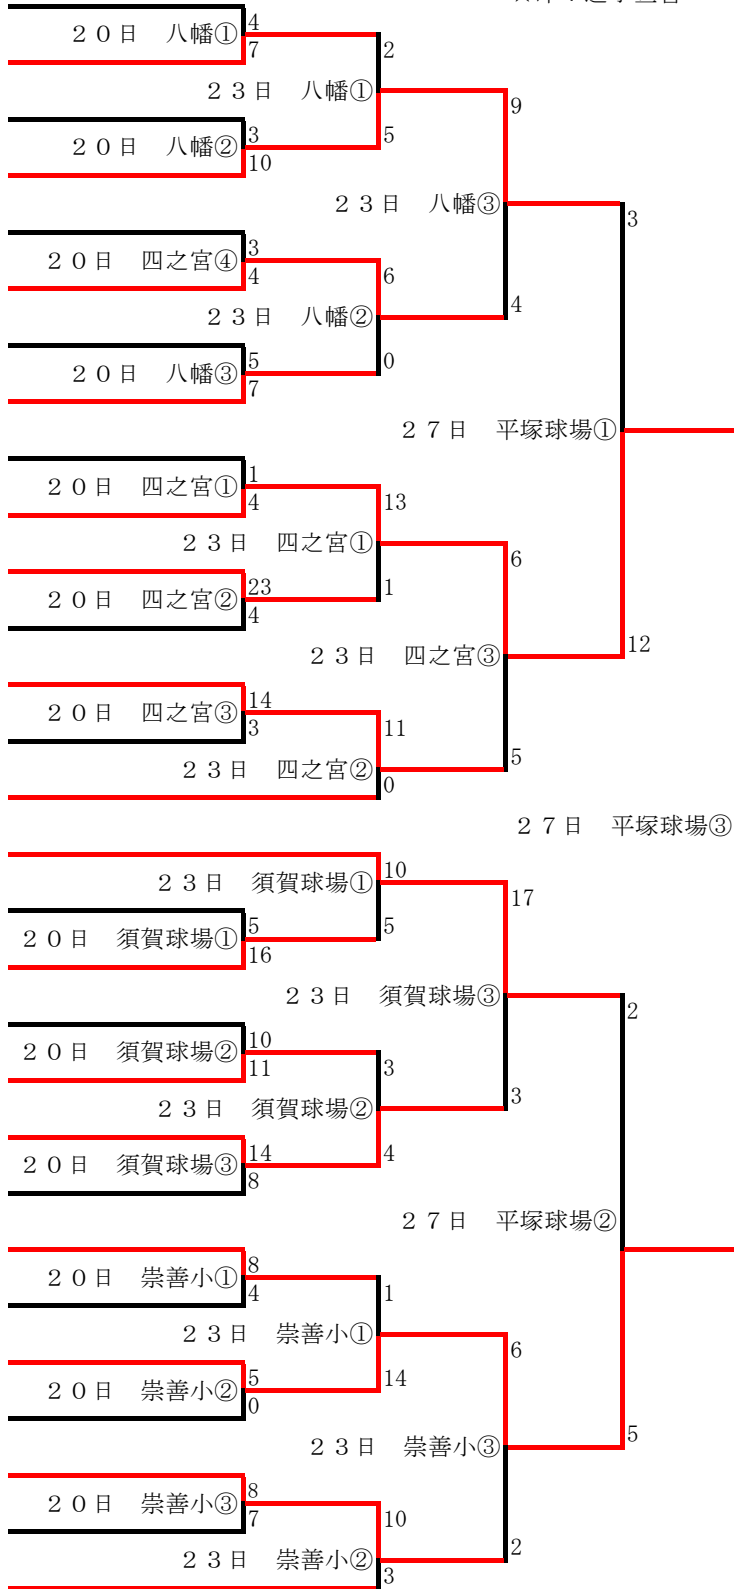 4
２０日　八幡①
7
2
２３日　八幡①
9
3
２０日　八幡②
5
10
２３日　八幡③
3
3
２０日　四之宮④
4
6
２３日　八幡②
4
5
２０日　八幡③
0
7
２７日　平塚球場①
1
２０日　四之宮①
4
13
２３日　四之宮①
6
23
２０日　四之宮②
1
4
２３日　四之宮③
12
14
２０日　四之宮③
3
11
２３日　四之宮②
5
0
２７日　平塚球場③
２３日　須賀球場①
10
17
5
２０日　須賀球場①
5
16
２３日　須賀球場③
2
10
２０日　須賀球場②
11
3
２３日　須賀球場②
3
14
２０日　須賀球場③
4
8
２７日　平塚球場②
8
２０日　崇善小①
4
1
２３日　崇善小①
6
5
２０日　崇善小②
14
0
２３日　崇善小③
5
8
２０日　崇善小③
7
10
２３日　崇善小②
2
3